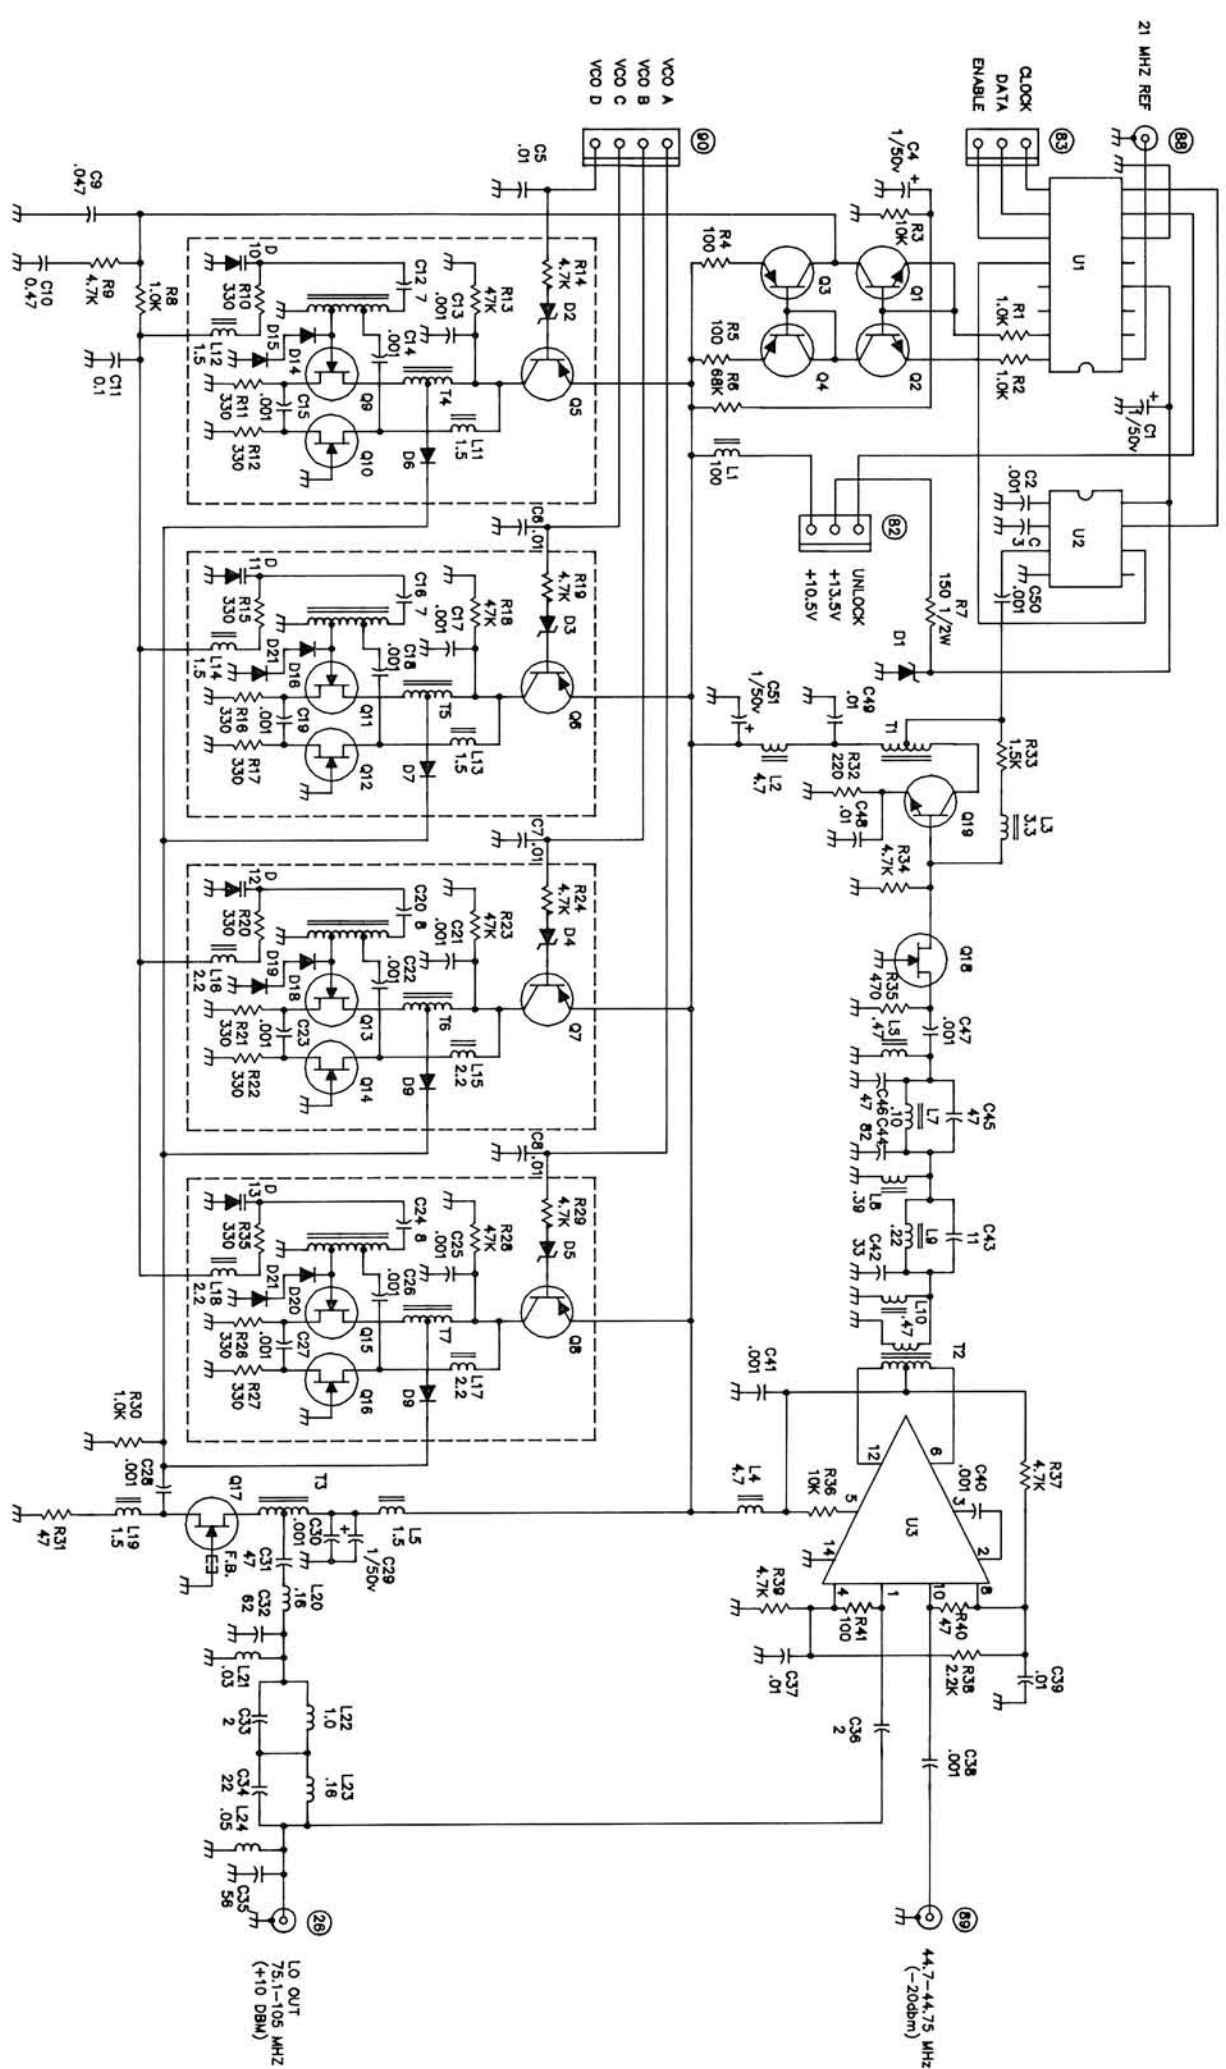 21 MHZ REF
88
83
CLOCK
DATA
ENABLE
U1
C1
1/50v
+
C4
1/50v
+
R3
10K
Q1
Q2
Q3
Q4
R1
1.0K
R2
1.0K
R4
100
R5
100
R6
68K
L1
100
U2
C2
.001
C
3
C50
.001
82
UNLOCK
+13.5V
+10.5V
R7
150 1/2W
D1
90
VCO A
VCO B
VCO C
VCO D
C5
.01
C9
.047
C10
0.47
R9
4.7K
R8
1.0K
C11
0.1
R14
4.7K
D2
Q5
R13
47K
C13
.001
C12 7
C14
.001
D
10
R10
330
D15
D14
L12
1.5
R11
330
C15
.001
R12
330
Q9
Q10
T4
L11
1.5
D6
C6
.01
R19
4.7K
D3
Q6
R18
47K
C17
.001
C16 7
C18
.001
D
11
R15
330
D21
D16
L14
1.5
R16
330
C19
.001
R17
330
Q11
Q12
T5
L13
1.5
D7
C7
.01
R24
4.7K
D4
Q7
R23
47K
C21
.001
C20 8
C22
.001
D
12
R20
330
D19
D18
L16
2.2
R21
330
C23
.001
R22
330
Q13
Q14
T6
L15
2.2
D9
C8
.01
R29
4.7K
D5
Q8
R28
47K
C25
.001
C24 8
C26
.001
D
13
R35
330
D21
D20
L18
2.2
R26
330
C27
.001
R27
330
Q15
Q16
T7
L17
2.2
D9
C51
1/50v
+
C49
.01
T1
L2
4.7
R32
220
C48
.01
Q19
R33
1.5K
L3
3.3
R34
4.7K
Q18
R35
470
C47
.001
L5
.47
C46
47
L7
.10
C45
47
C44
82
L8
.39
L9
.22
C43
11
C42
33
L10
.47
T2
C41
.001
L4
4.7
R36
10K
R37
4.7K
C40
.001
U3
12
6
5
3
2
14
4
1
10
8
R39
4.7K
R41
100
R40
47
R38
2.2K
C37
.01
C39
.01
C36
2
C38
.001
89
44.7-44.75 MHz
(-20dbm)
R30
1.0K
C28
.001
Q17
F.B.
L19
1.5
R31
47
T3
L5
1.5
C30
.001
+
C29
1/50v
C31
47
L20
.16
C32
62
L21
.03
L22
1.0
C33
2
L23
.16
C34
22
L24
.05
C35
56
26
LO OUT
75.1-105 MHZ
(+10 DBM)